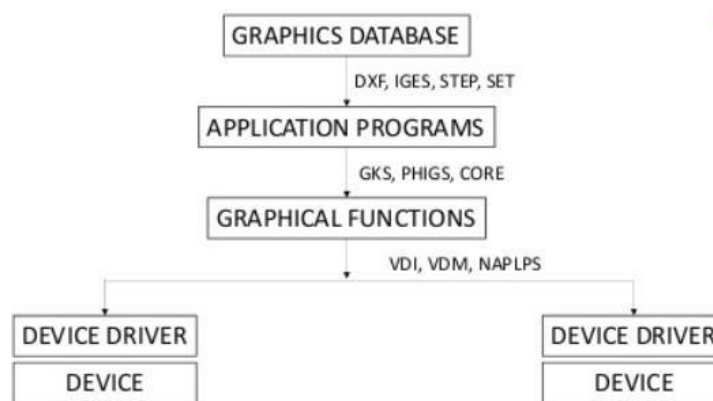 GRAPHICS DATABASE
DXF, IGES, STEP, SET
APPLICATION PROGRAMS
GKS, PHIGS, CORE
GRAPHICAL FUNCTIONS
VDI, VDM, NAPLPS
DEVICE DRIVER
DEVICE DRIVER
DEVICE
DEVICE